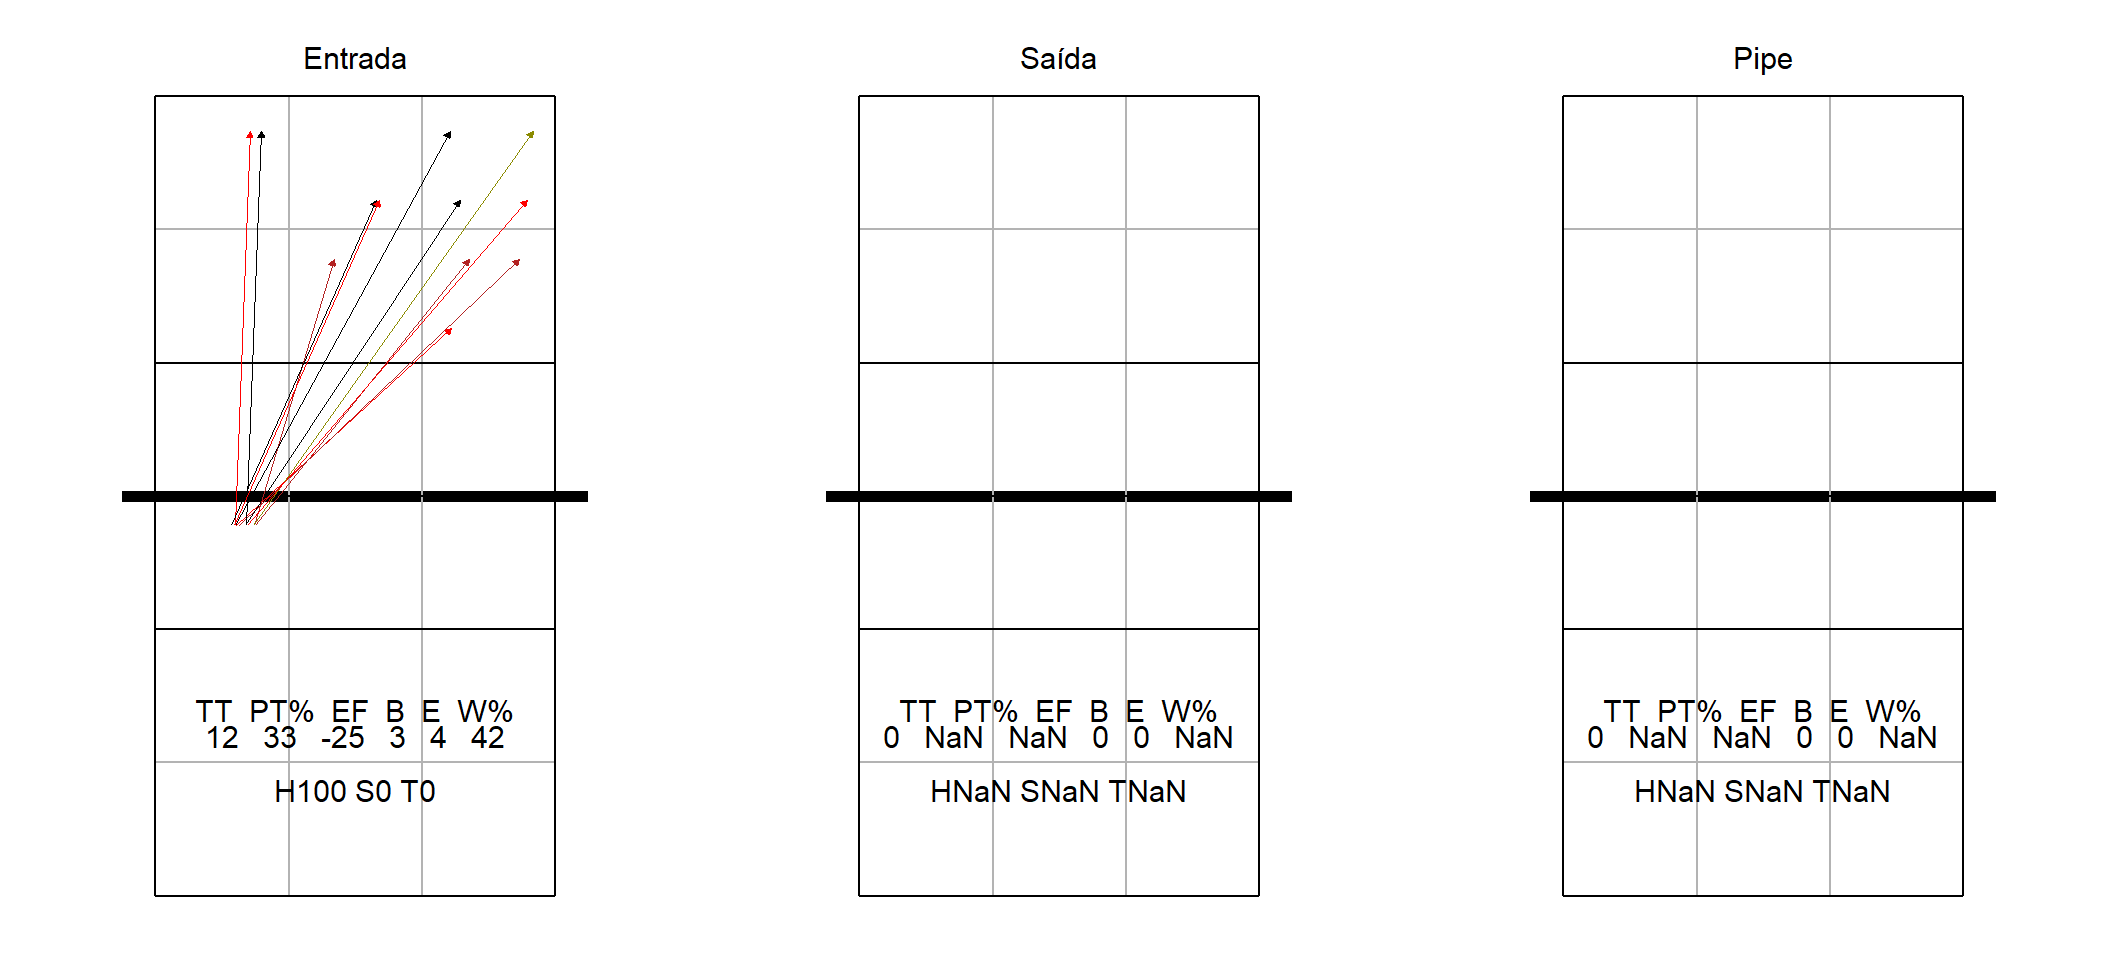 Entrada
TT PT% EF B E W%
12 33 -25 3 4 42
H100 S0 T0
Saída
TT PT% EF B E W%
0 NaN NaN 0 0 NaN
HNaN SNaN TNaN
Pipe
TT PT% EF B E W%
0 NaN NaN 0 0 NaN
HNaN SNaN TNaN